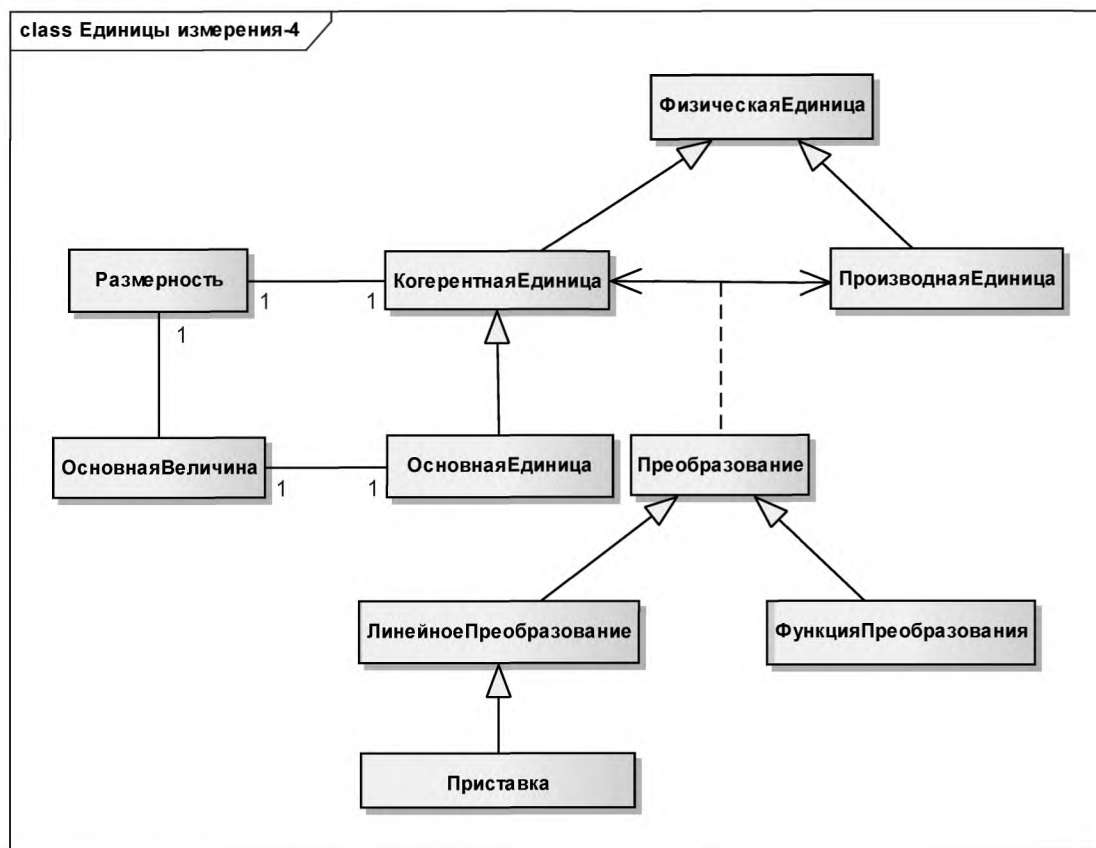 class Единицы измерения-4
ФизическаяЕдиница
Размерность
КогерентнаяЕдиница
ПроизводнаяЕдиница
1
1
1
ОсновнаяВеличина
ОсновнаяЕдиница
Преобразование
1
1
ЛинейноеПреобразование
ФункцияПреобразования
Приставка